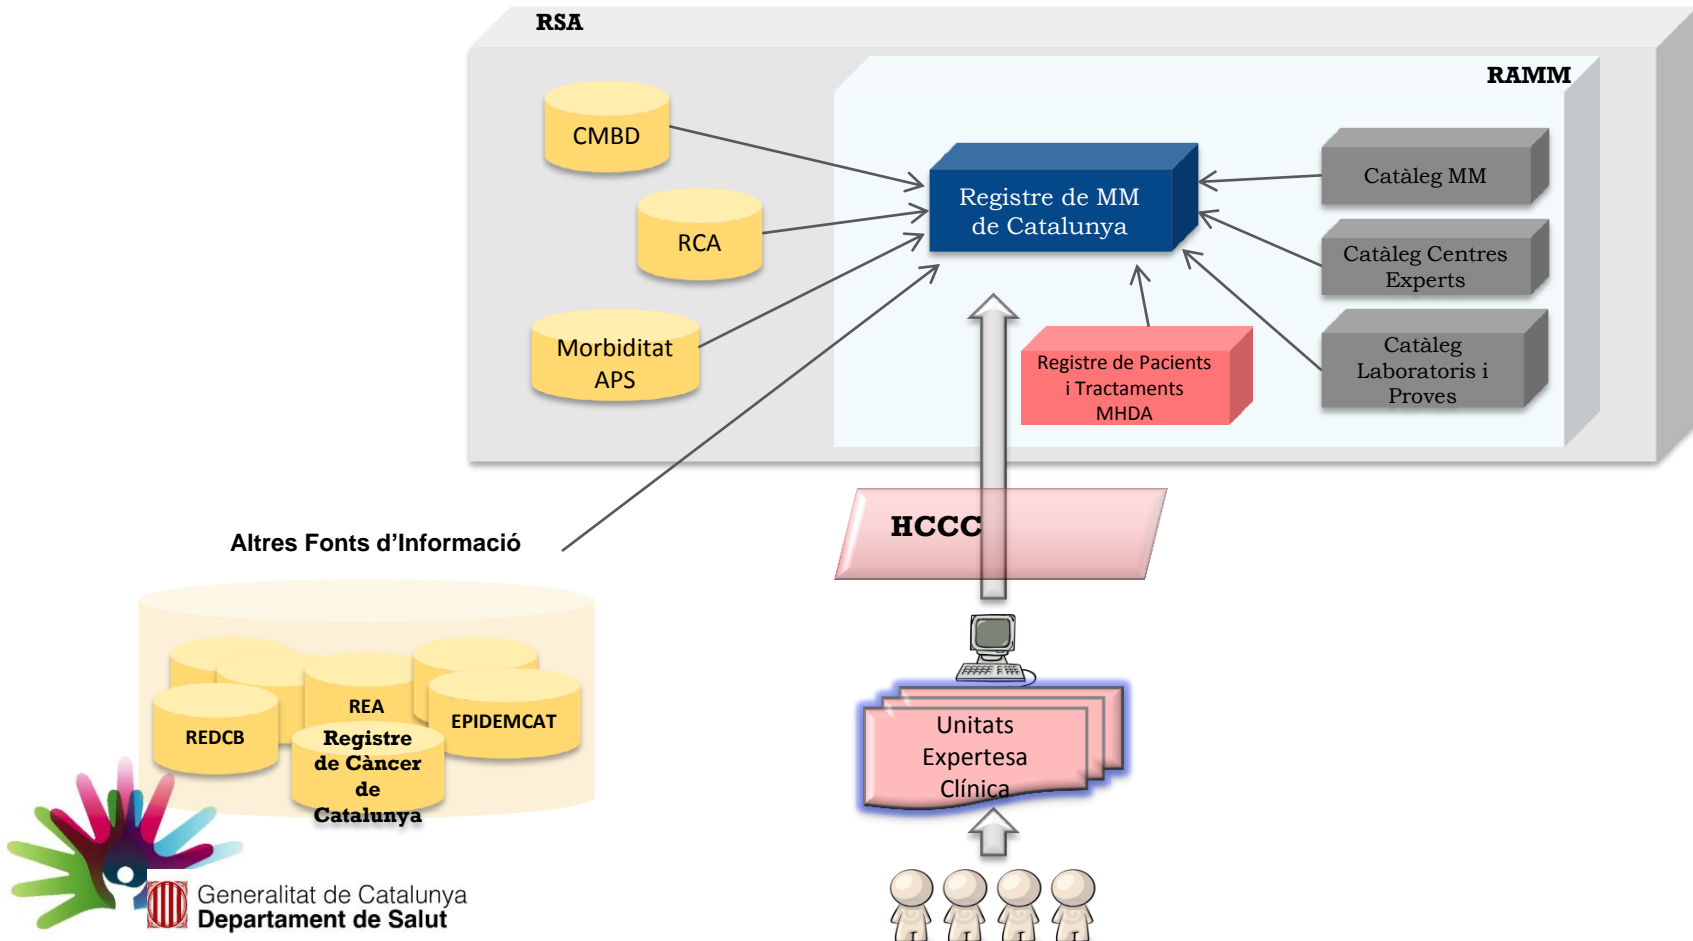 RSA
RAMM
CMBD
RCA
Morbiditat
APS
Registre de MM
de Catalunya
Catàleg MM
Catàleg Centres
Experts
Catàleg
Laboratoris i
Proves
Registre de Pacients
i Tractaments
MHDA
HCCC
Altres Fonts d'Informació
REA
EPIDEMCAT
REDCB
Registre
de Càncer
de
Catalunya
Unitats
Expertesa
Clínica
Generalitat de Catalunya
Departament de Salut